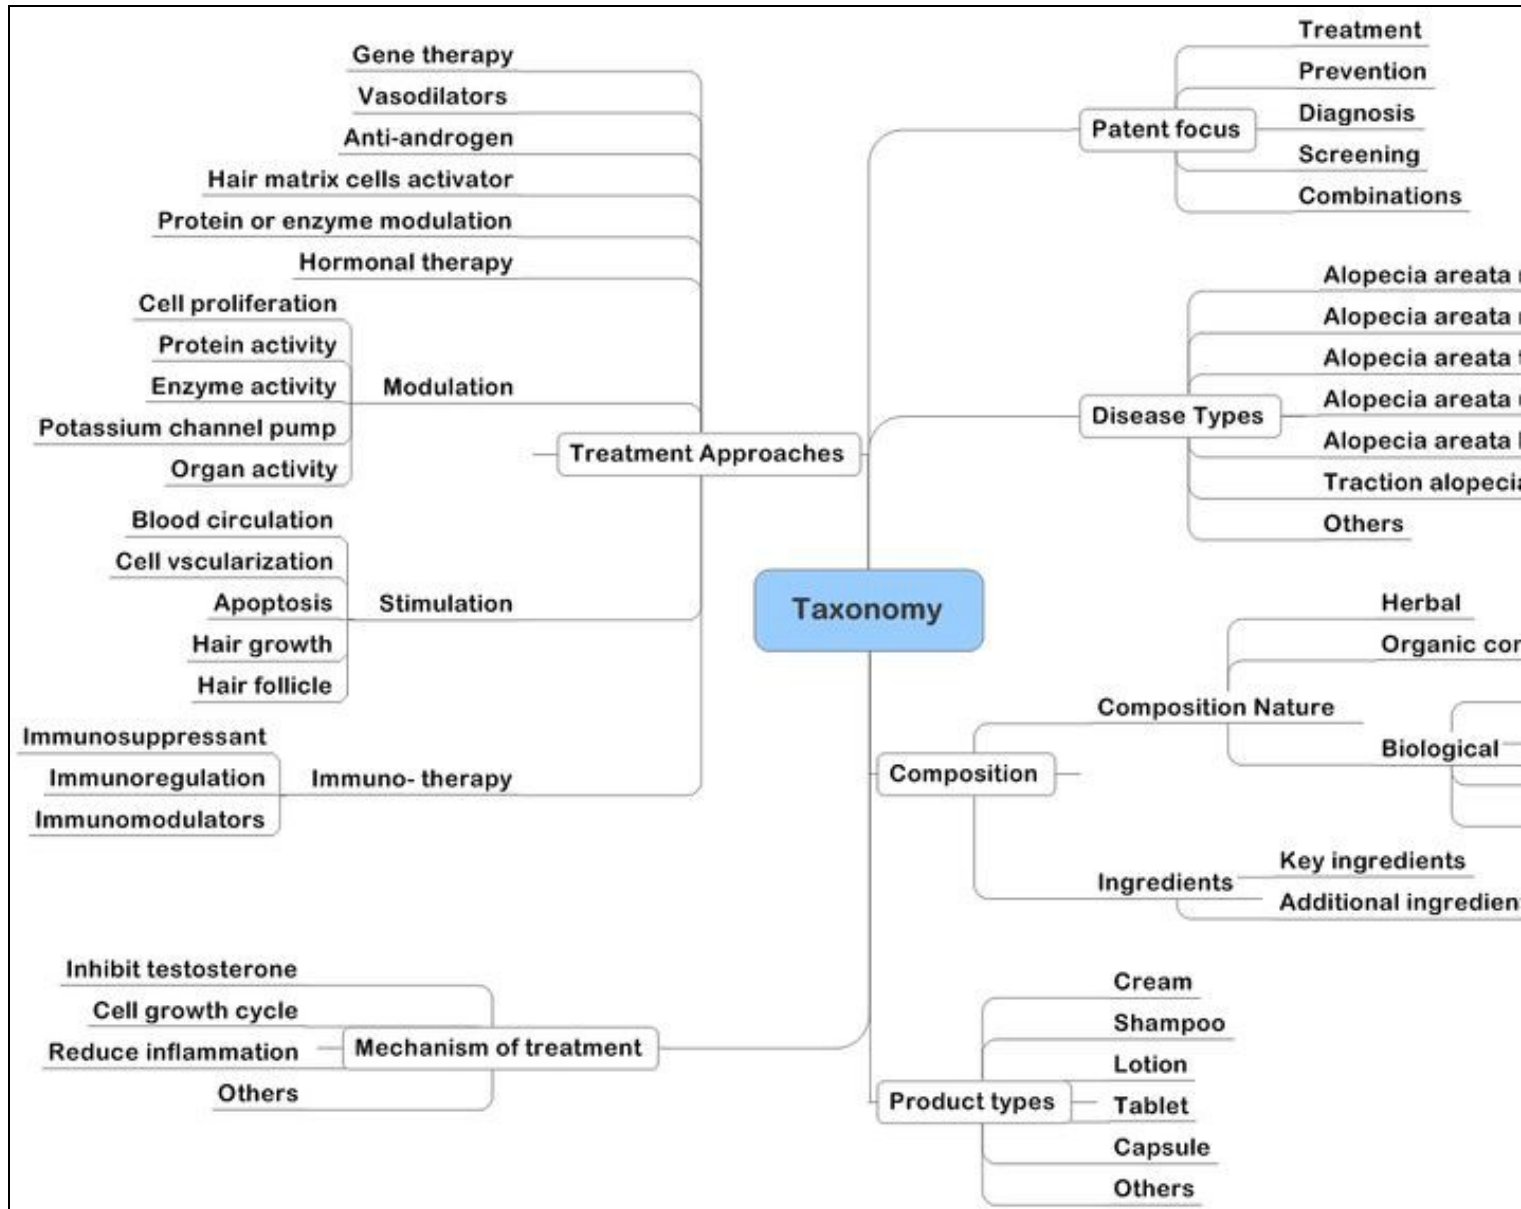 Gene therapy
Vasodilators
Anti-androgen
Hair matrix cells activator
Protein or enzyme modulation
Hormonal therapy
Cell proliferation
Protein activity
Enzyme activity
Potassium channel pump
Organ activity
Modulation
Blood circulation
Cell vscularization
Apoptosis
Hair growth
Hair follicle
Stimulation
Immunosuppressant
Immunoregulation
Immunomodulators
Immuno- therapy
Treatment Approaches
Inhibit testosterone
Cell growth cycle
Reduce inflammation
Others
Mechanism of treatment
Taxonomy
Patent focus
Treatment
Prevention
Diagnosis
Screening
Combinations
Disease Types
Alopecia areata
Alopecia areata
Alopecia areata
Alopecia areata
Alopecia areata
Traction alopecia
Others
Composition
Composition Nature
Herbal
Organic
Biological
Ingredients
Key ingredients
Additional
Product types
Cream
Shampoo
Lotion
Tablet
Capsule
Others